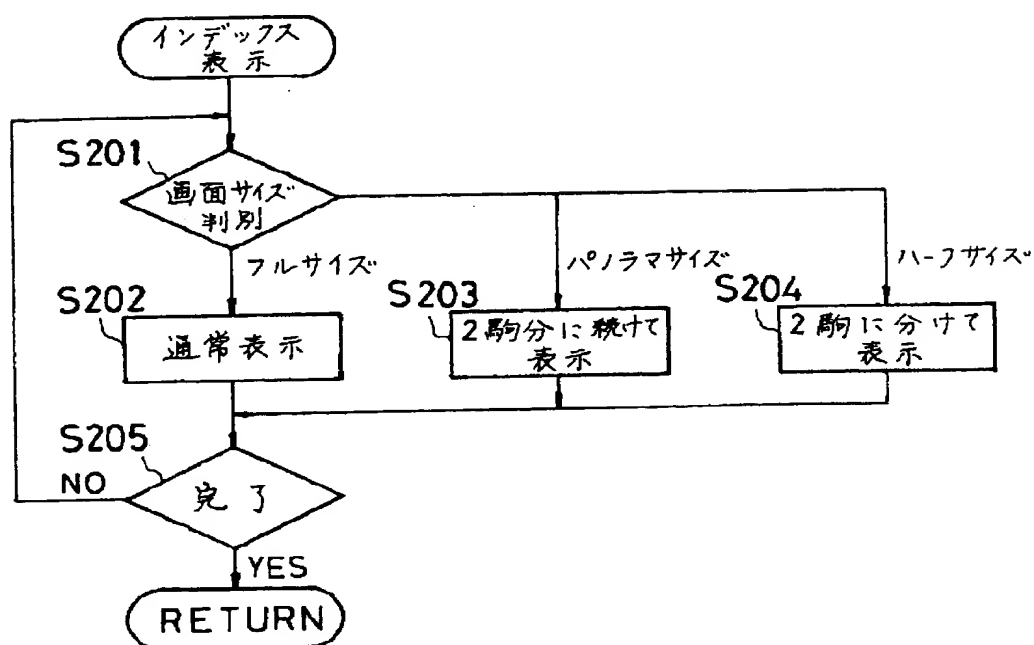 インデックス
表示
S201
画面サイズ
判別
フルサイズ
パノラマサイズ
ハーフサイズ
S202
通常表示
S203
2駒分に続けて
表示
S204
2駒に分けて
表示
S205
NO
完了
YES
RETURN